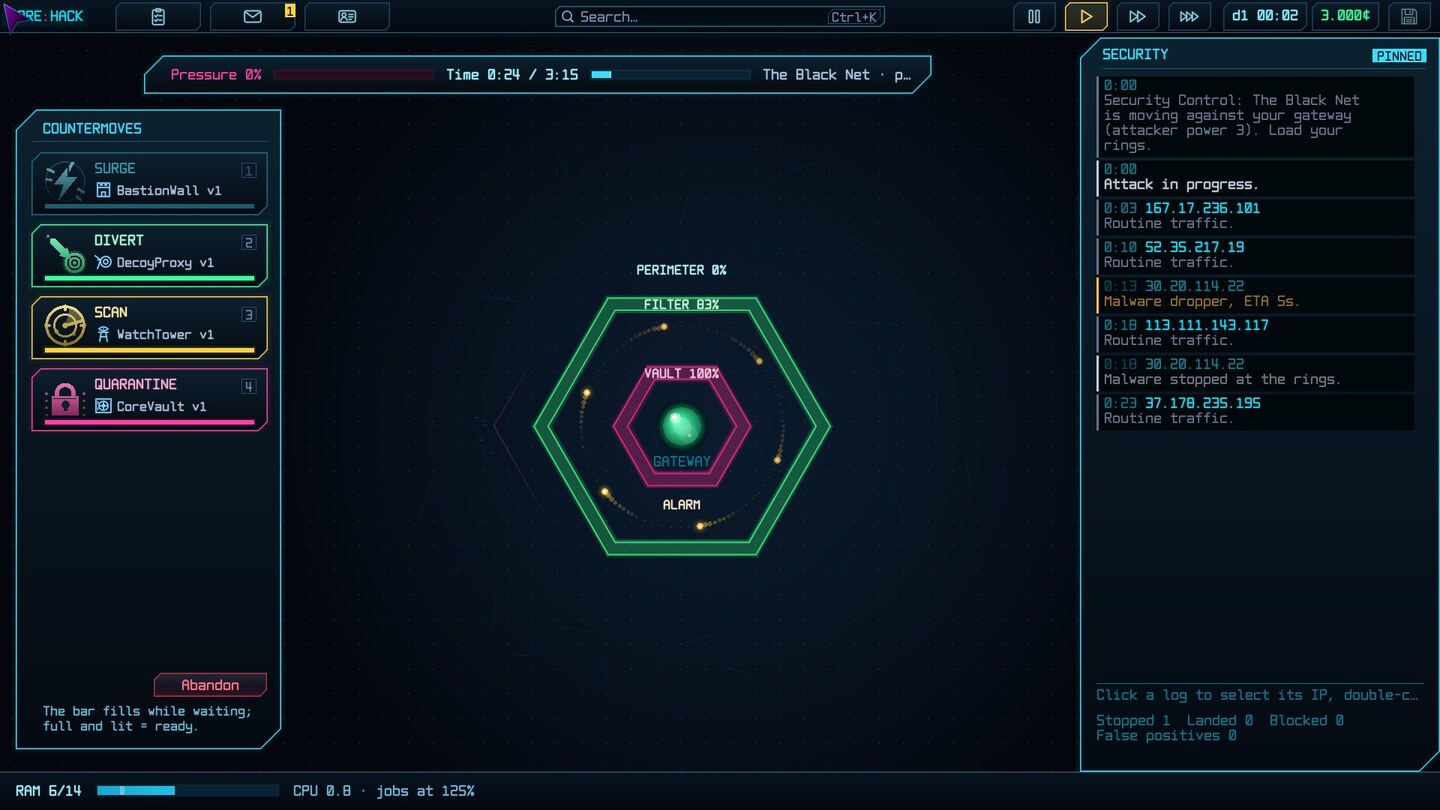 RE:HACK
1
Search...
Ctrl+K
d1 00:02
3.000¢
Pressure 0%
Time 0:24 / 3:15
The Black Net · p…
COUNTERMOVES
SURGE
1
BastionWall v1
DIVERT
2
DecoyProxy v1
SCAN
3
WatchTower v1
QUARANTINE
4
CoreVault v1
Abandon
The bar fills while waiting;
full and lit = ready.
PERIMETER 0%
FILTER 83%
VAULT 100%
GATEWAY
ALARM
SECURITY
PINNED
0:00
Security Control: The Black Net
is moving against your gateway
(attacker power 3). Load your
rings.
0:00
Attack in progress.
0:03 167.17.236.101
Routine traffic.
0:10 52.35.217.19
Routine traffic.
0:13 30.20.114.22
Malware dropper, ETA 5s.
0:18 113.111.143.117
Routine traffic.
0:18 30.20.114.22
Malware stopped at the rings.
0:23 37.178.235.195
Routine traffic.
Click a log to select its IP, double-c…
Stopped 1 Landed 0 Blocked 0
False positives 0
RAM 6/14
CPU 0.8 · jobs at 125%